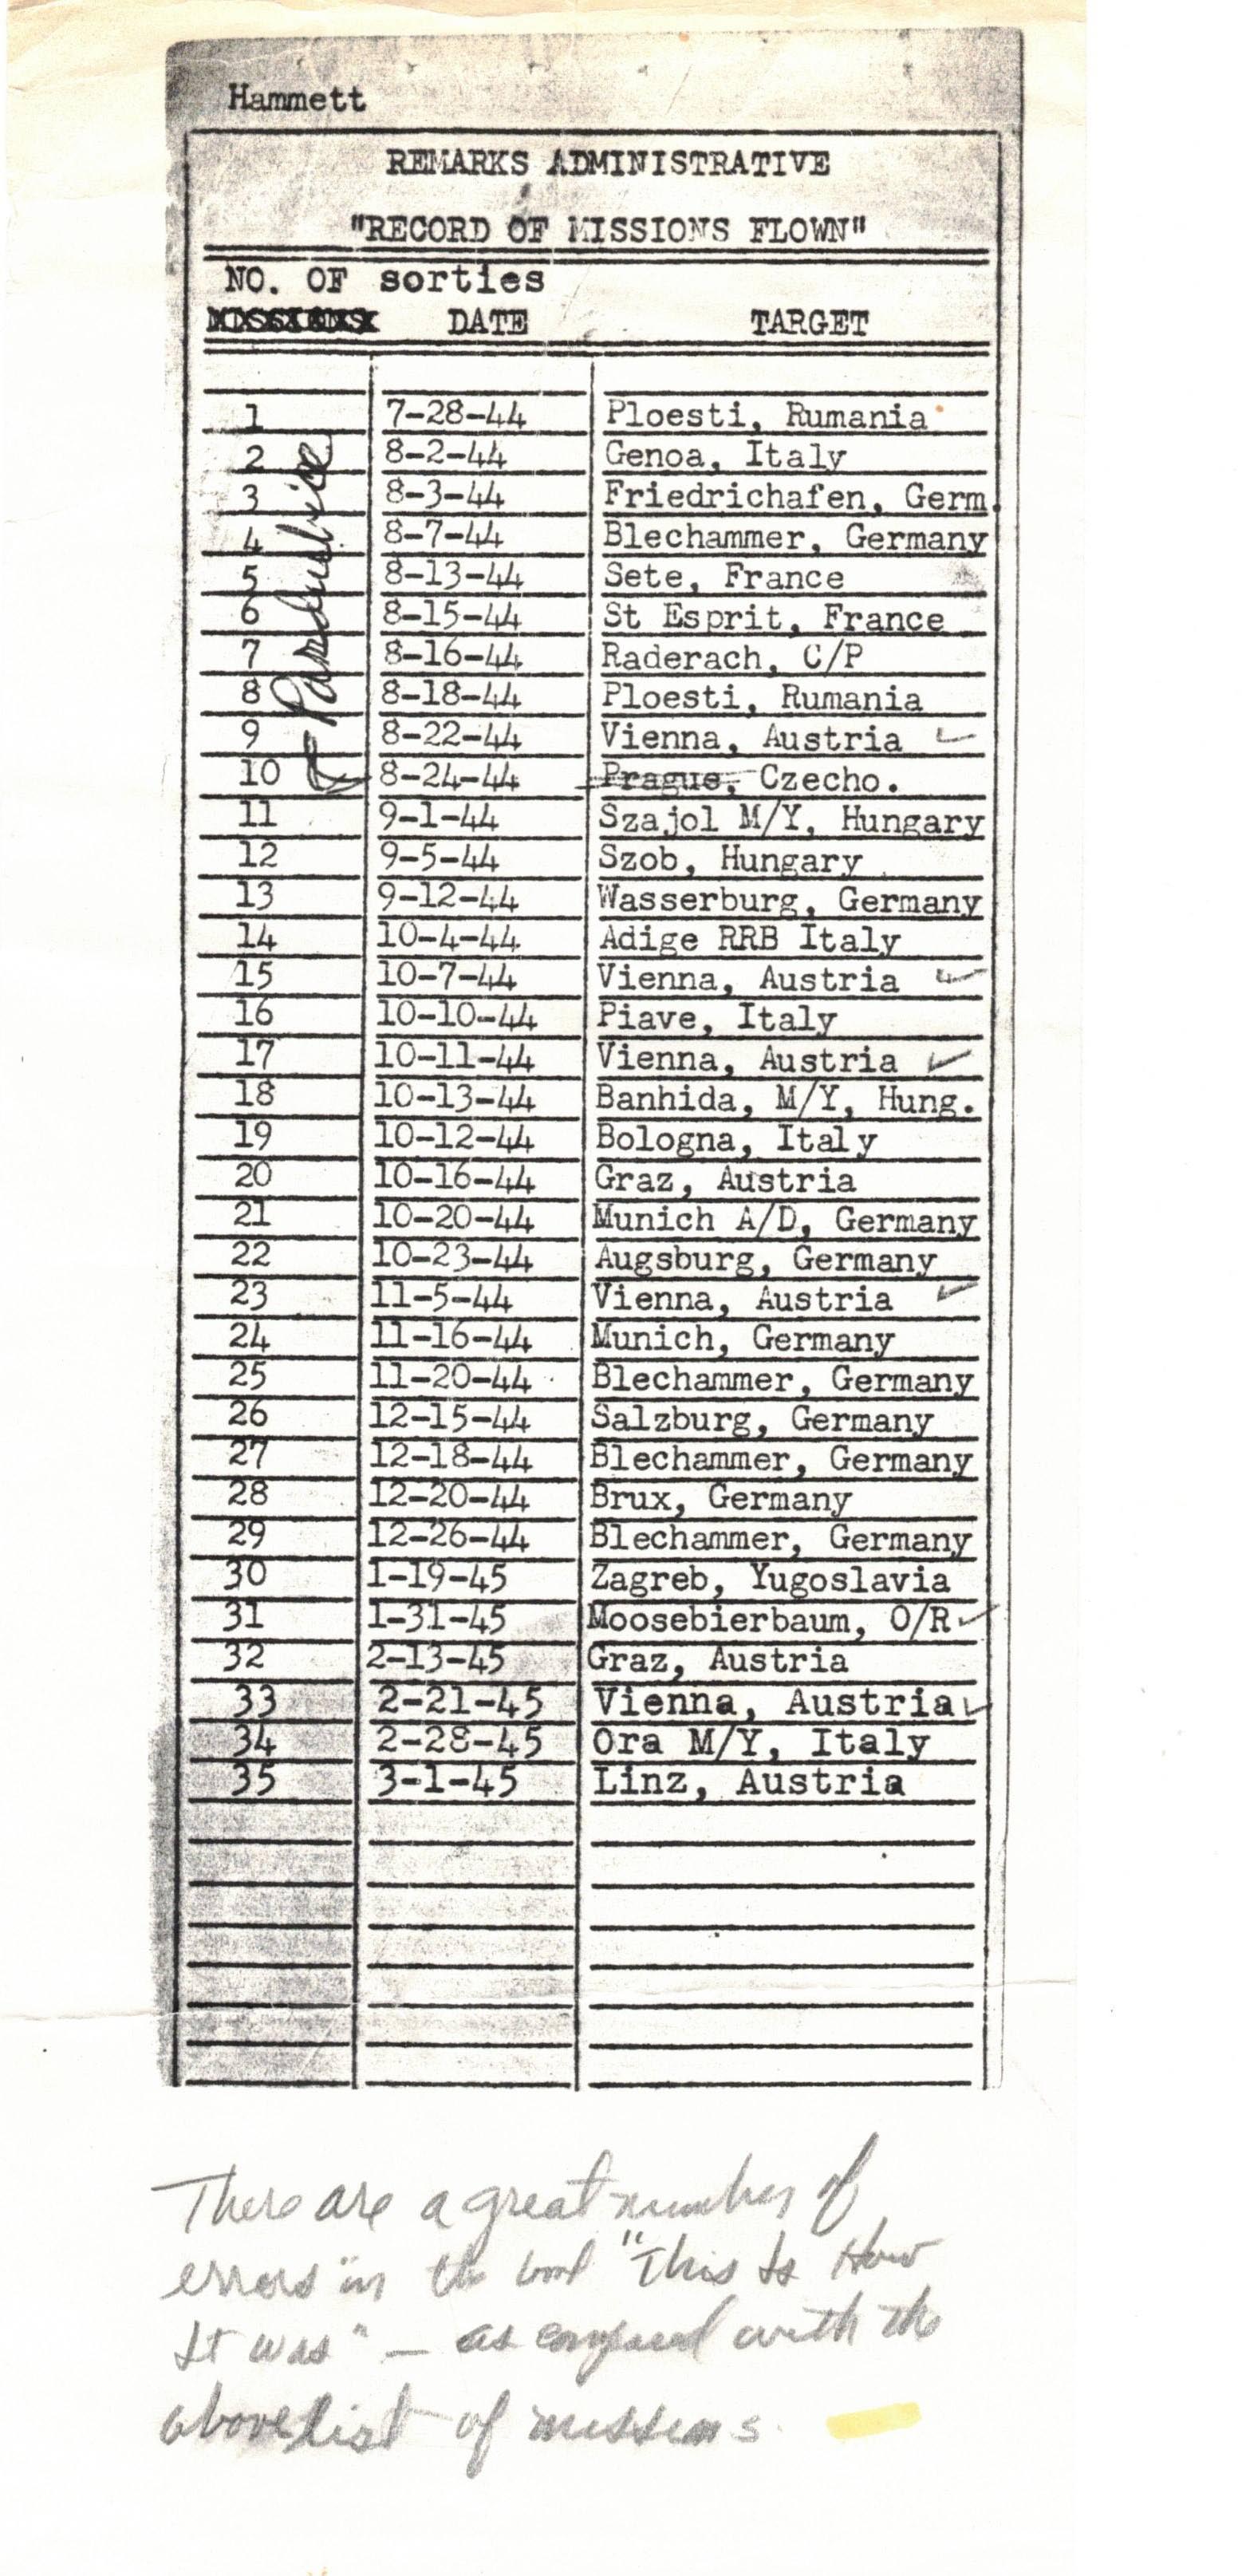 Hammett
REMARKS ADMINISTRATIVE
"RECORD OF MISSIONS FLOWN"
NO. OF sorties
MISSIONS DATE TARGET
1 7-28-44 Ploesti, Rumania
2 8-2-44 Genoa, Italy
3 8-3-44 Friedrichafen, Germ.
4 8-7-44 Blechammer, Germany
5 8-13-44 Sete, France
6 8-15-44 St Esprit, France
7 8-16-44 Raderach, C/P
8 8-18-44 Ploesti, Rumania
9 8-22-44 Vienna, Austria ✓
Pardubice
10 8-24-44 Prague, Czecho.
11 9-1-44 Szajol M/Y, Hungary
12 9-5-44 Szob, Hungary
13 9-12-44 Wasserburg, Germany
14 10-4-44 Adige RRB Italy
15 10-7-44 Vienna, Austria ✓
16 10-10-44 Piave, Italy
17 10-11-44 Vienna, Austria ✓
18 10-13-44 Banhida, M/Y, Hung.
19 10-12-44 Bologna, Italy
20 10-16-44 Graz, Austria
21 10-20-44 Munich A/D, Germany
22 10-23-44 Augsburg, Germany
23 11-5-44 Vienna, Austria ✓
24 11-16-44 Munich, Germany
25 11-20-44 Blechammer, Germany
26 12-15-44 Salzburg, Germany
27 12-18-44 Blechammer, Germany
28 12-20-44 Brux, Germany
29 12-26-44 Blechammer, Germany
30 1-19-45 Zagreb, Yugoslavia
31 1-31-45 Moosebierbaum, O/R ✓
32 2-13-45 Graz, Austria
33 2-21-45 Vienna, Austria ✓
34 2-28-45 Ora M/Y, Italy
35 3-1-45 Linz, Austria
There are a great number of
errors in the book "This Is How
It was" — as compared with the
above list of missions